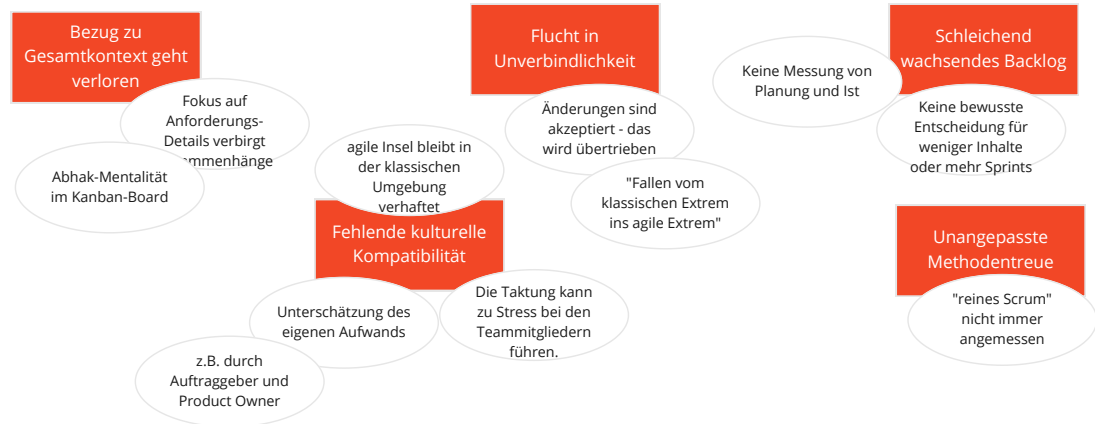 Bezug zu
Gesamtkontext geht
verloren
Fokus auf
Anforderungs-
Details verbirgt
Abhak-Mentalität
im Kanban-Board
Flucht in
Unverbindlichkeit
Änderungen sind
akzeptiert - das
wird übertrieben
"Fallen vom
klassischen Extrem
ins agile Extrem"
Schleichend
wachsendes Backlog
Keine Messung von
Planung und Ist
Keine bewusste
Entscheidung für
weniger Inhalte
oder mehr Sprints
agile Insel bleibt in
der klassischen
Umgebung
verhaftet
Fehlende kulturelle
Kompatibilität
Unterschätzung des
eigenen Aufwands
Die Taktung kann
zu Stress bei den
Teammitgliedern
führen.
z.B. durch
Auftraggeber und
Product Owner
Unangepasste
Methodentreue
"reines Scrum"
nicht immer
angemessen